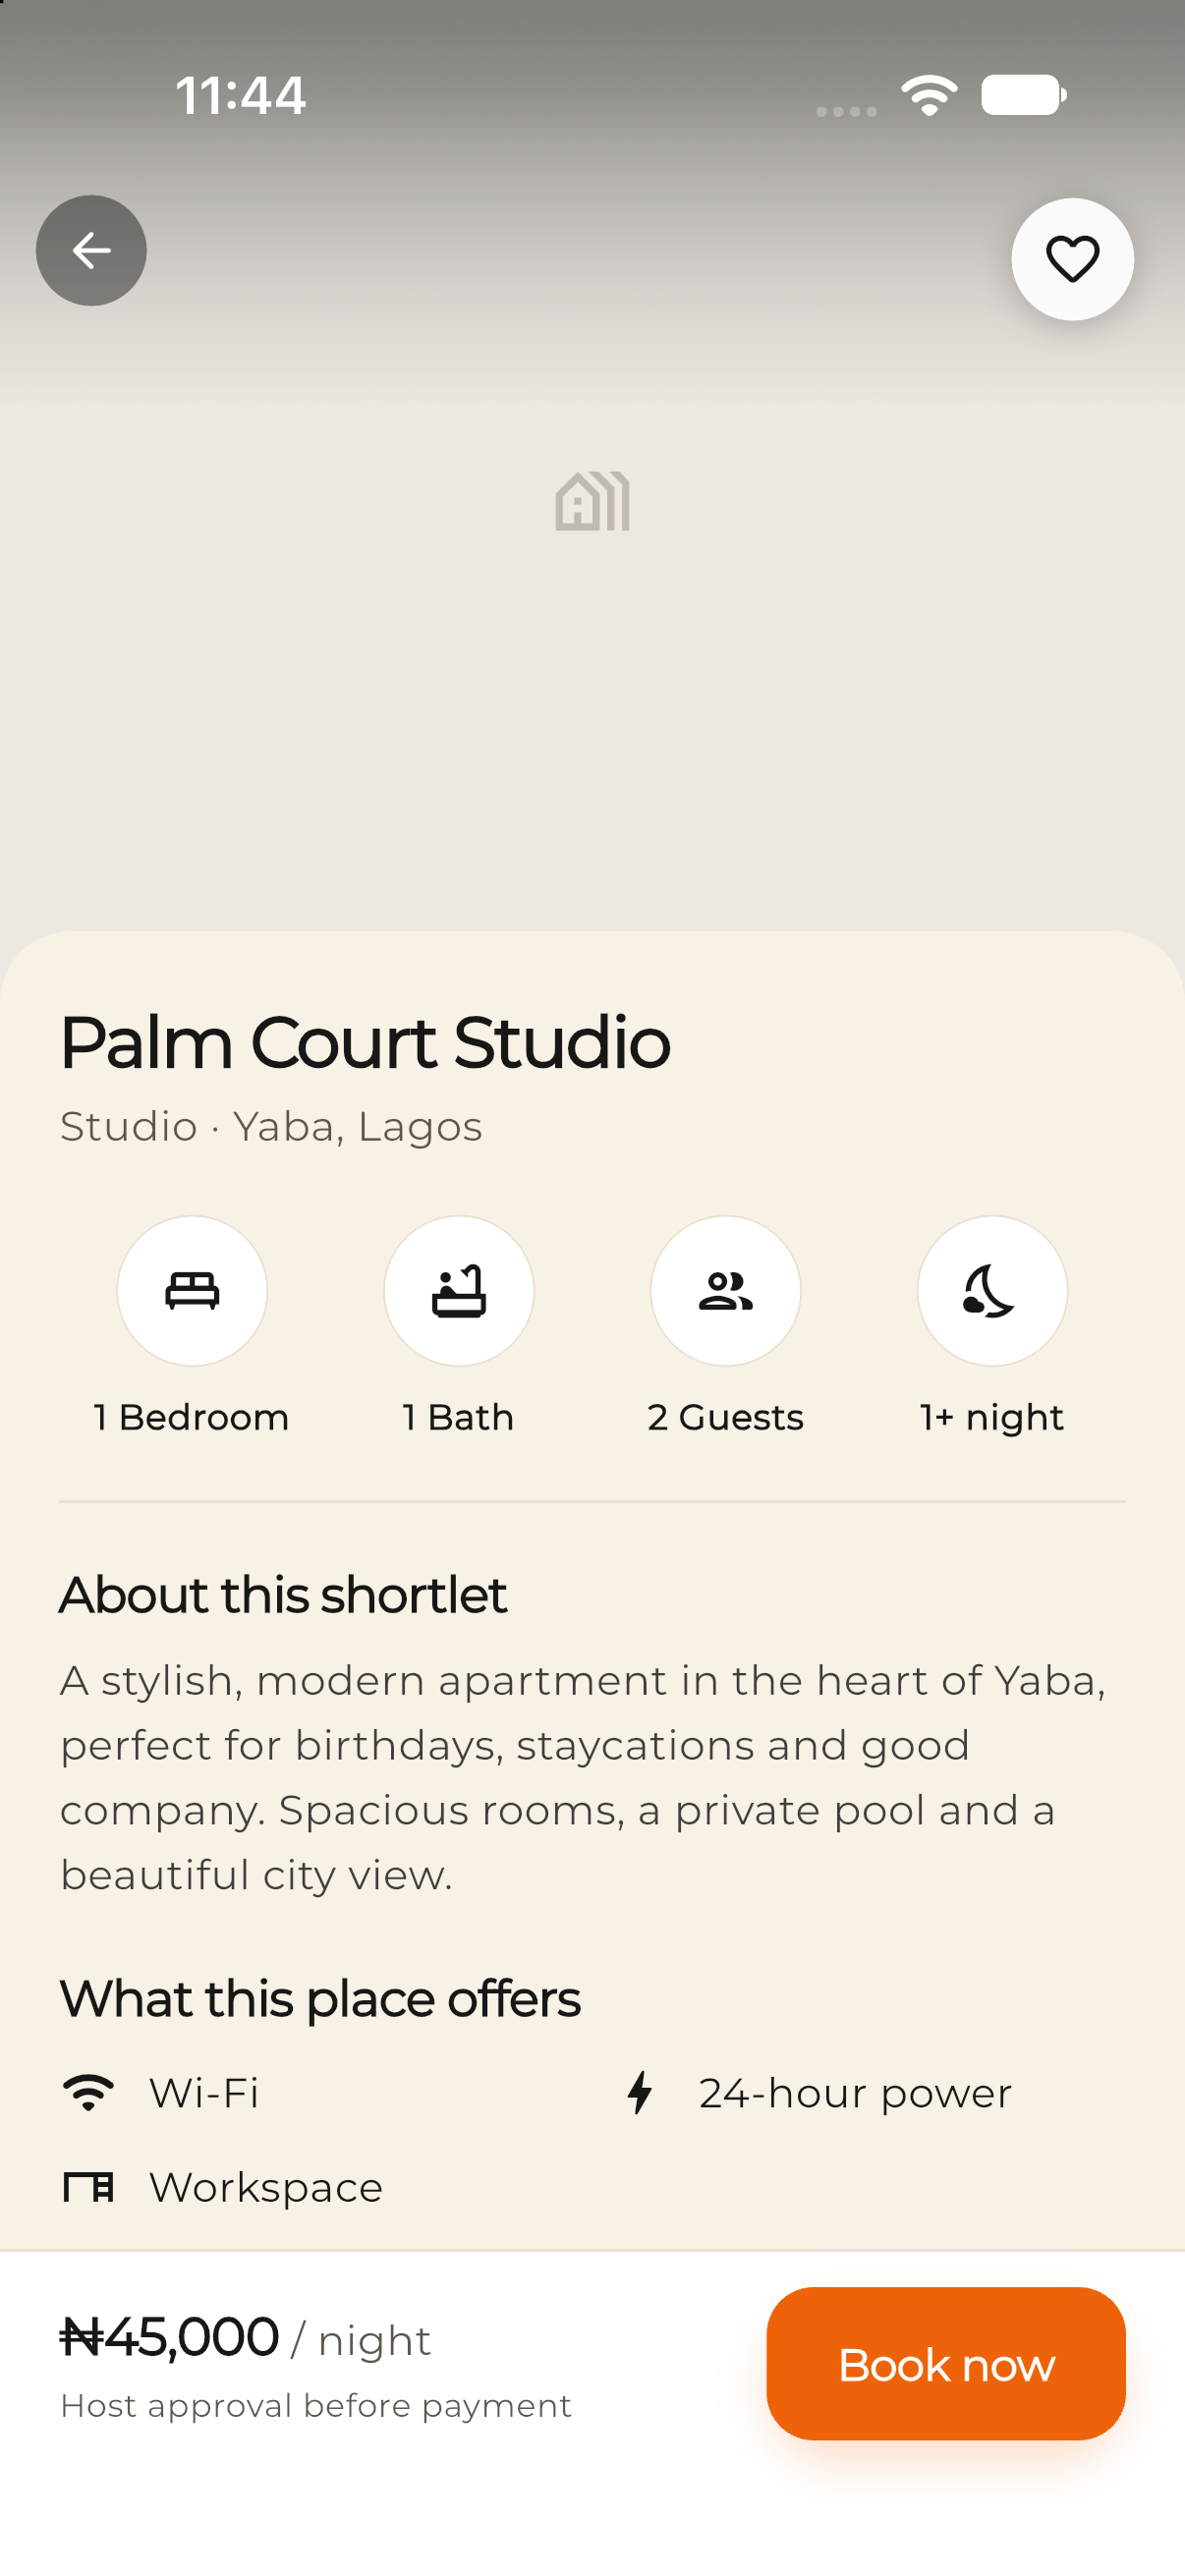 11:44
Palm Court Studio
Studio · Yaba, Lagos
1 Bedroom
1 Bath
2 Guests
1+ night
About this shortlet
A stylish, modern apartment in the heart of Yaba,
perfect for birthdays, staycations and good
company. Spacious rooms, a private pool and a
beautiful city view.
What this place offers
Wi-Fi
24-hour power
Workspace
₦45,000 / night
Host approval before payment
Book now